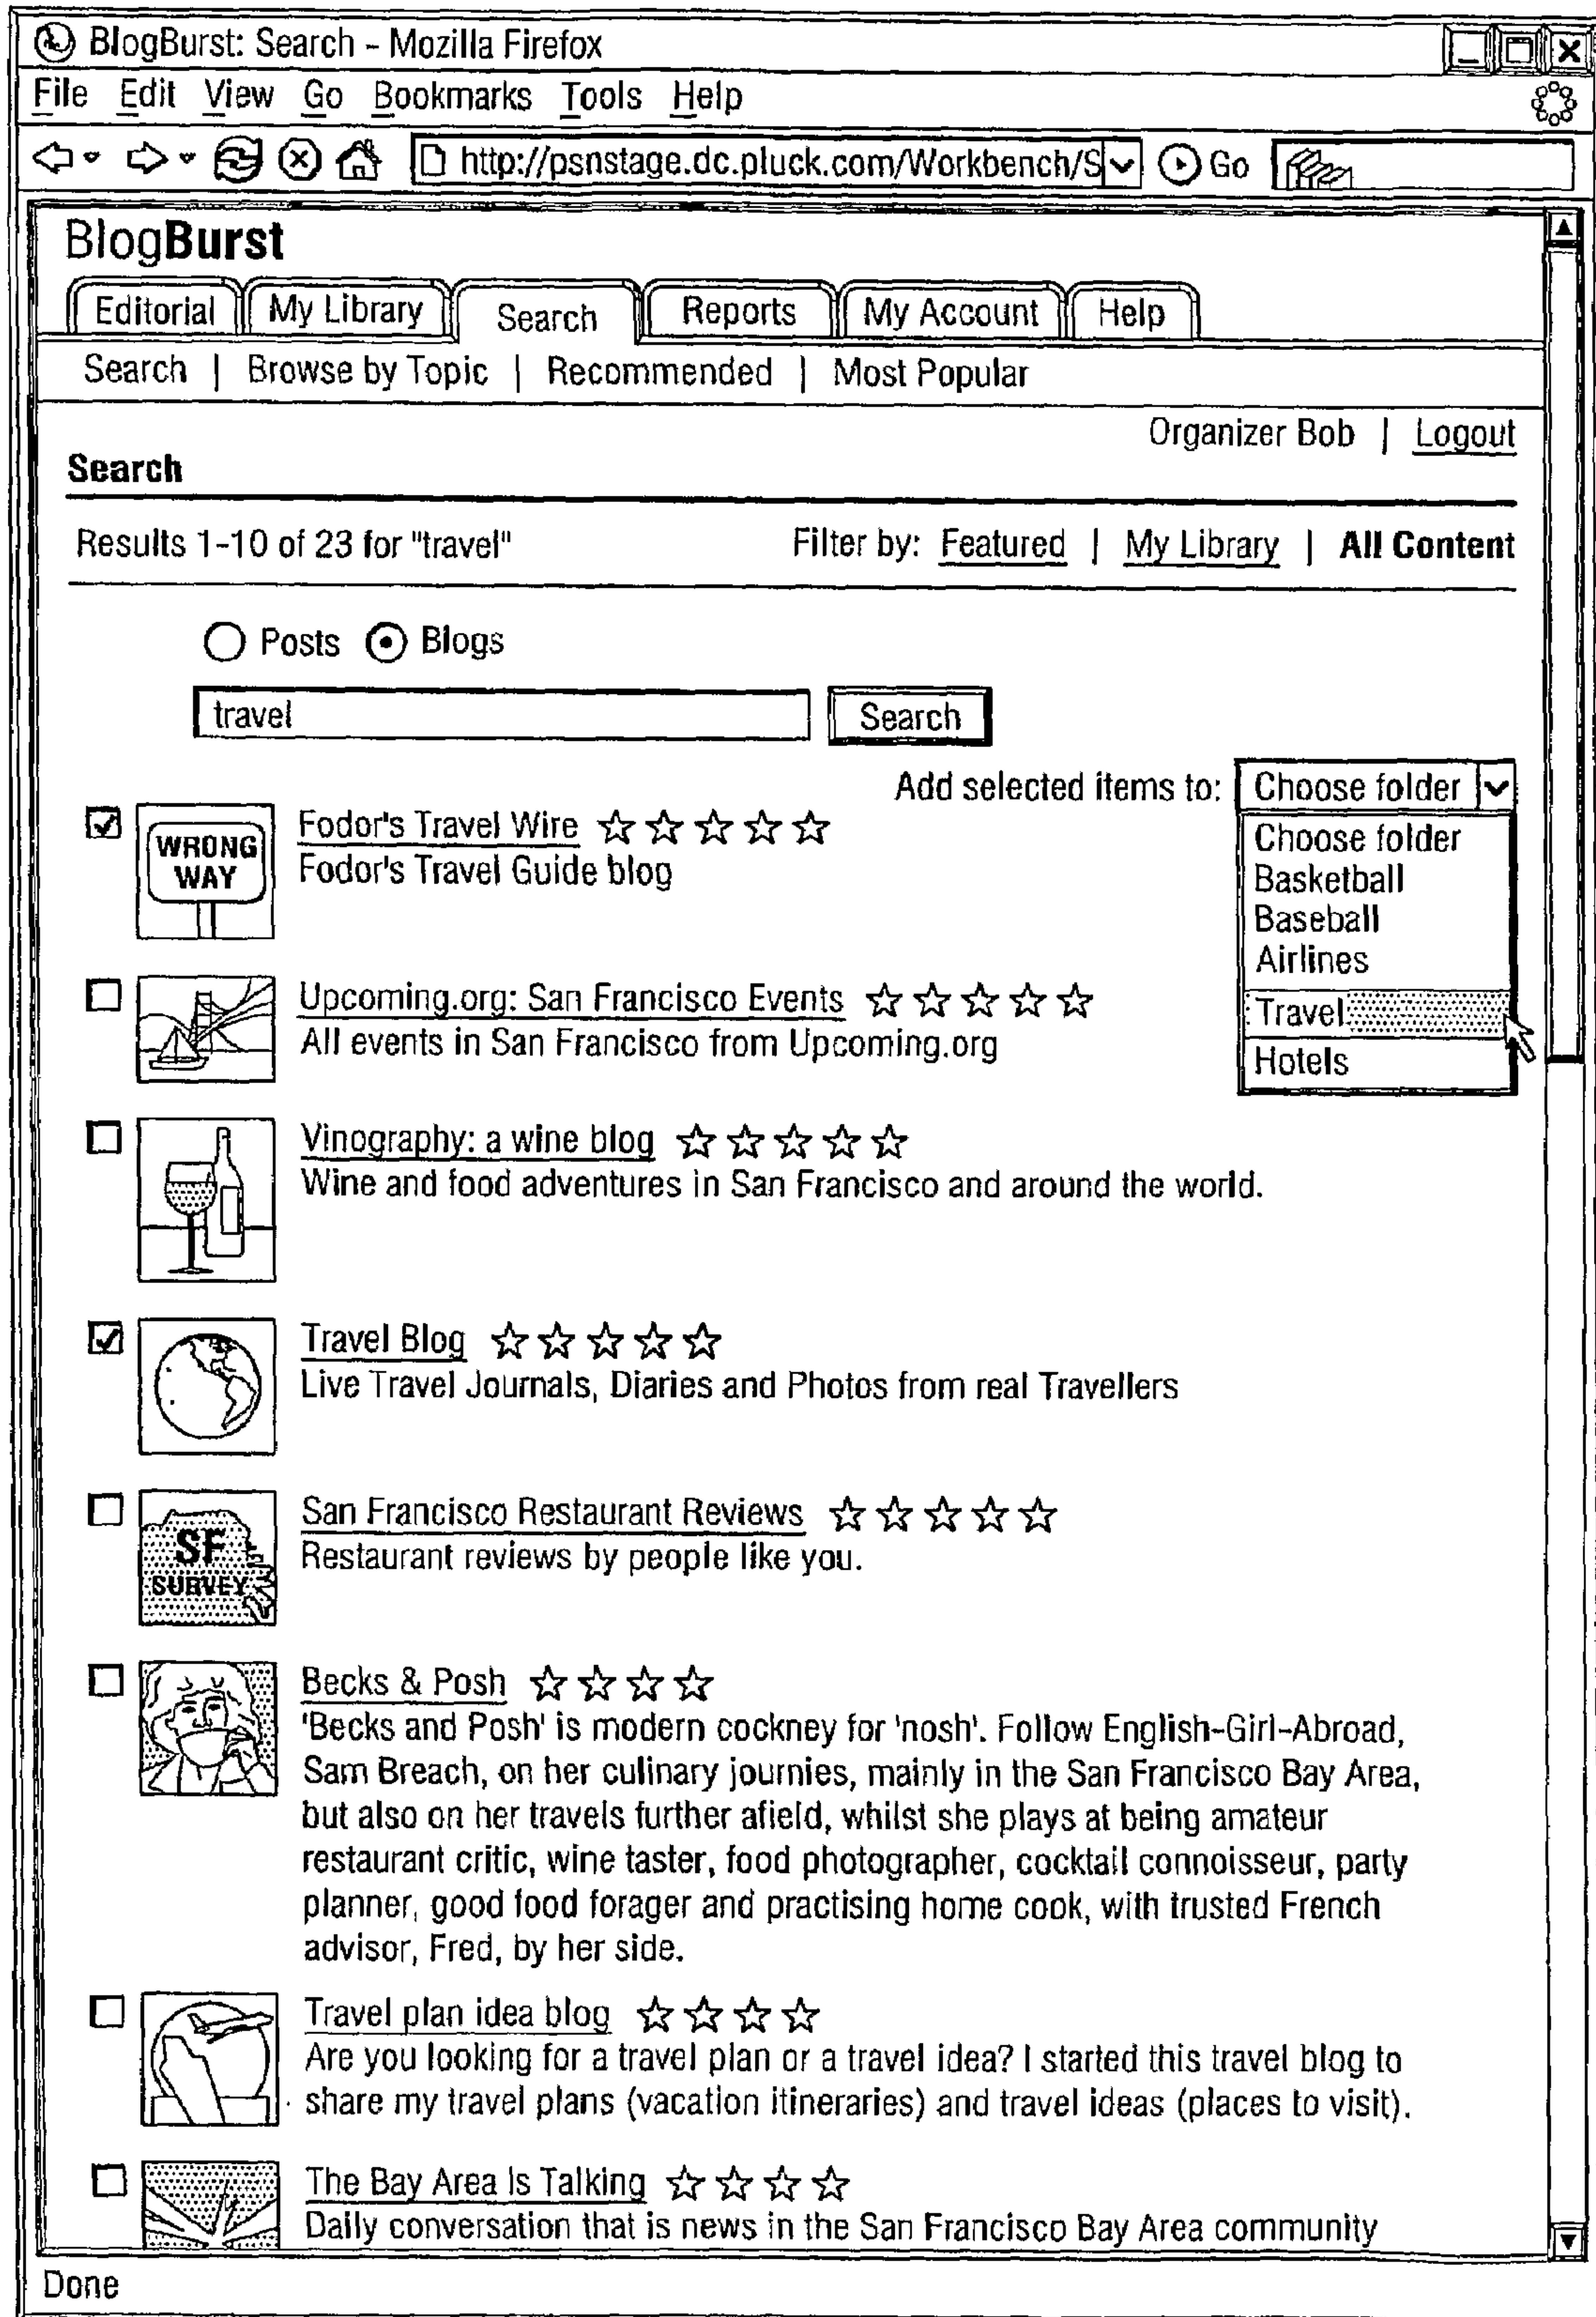 BlogBurst: Search - Mozilla Firefox
File Edit View Go Bookmarks Tools Help
http://psnstage.dc.pluck.com/Workbench/S Go
BlogBurst
Editorial My Library Search Reports My Account Help
Search | Browse by Topic | Recommended | Most Popular
Organizer Bob | Logout
Search
Results 1-10 of 23 for "travel" Filter by: Featured | My Library | All Content
Posts Blogs
travel Search
Add selected items to: Choose folder
Choose folder
Basketball
Baseball
Airlines
Travel
Hotels
WRONG
WAY
Fodor's Travel Wire ☆☆☆☆☆
Fodor's Travel Guide blog
Upcoming.org: San Francisco Events ☆☆☆☆☆
All events in San Francisco from Upcoming.org
Vinography: a wine blog ☆☆☆☆☆
Wine and food adventures in San Francisco and around the world.
Travel Blog ☆☆☆☆☆
Live Travel Journals, Diaries and Photos from real Travellers
SF
SURVEY
San Francisco Restaurant Reviews ☆☆☆☆☆
Restaurant reviews by people like you.
Becks & Posh ☆☆☆☆
'Becks and Posh' is modern cockney for 'nosh'. Follow English-Girl-Abroad,
Sam Breach, on her culinary journies, mainly in the San Francisco Bay Area,
but also on her travels further afield, whilst she plays at being amateur
restaurant critic, wine taster, food photographer, cocktail connoisseur, party
planner, good food forager and practising home cook, with trusted French
advisor, Fred, by her side.
Travel plan idea blog ☆☆☆☆
Are you looking for a travel plan or a travel idea? I started this travel blog to
share my travel plans (vacation itineraries) and travel ideas (places to visit).
The Bay Area Is Talking ☆☆☆☆
Daily conversation that is news in the San Francisco Bay Area community
Done